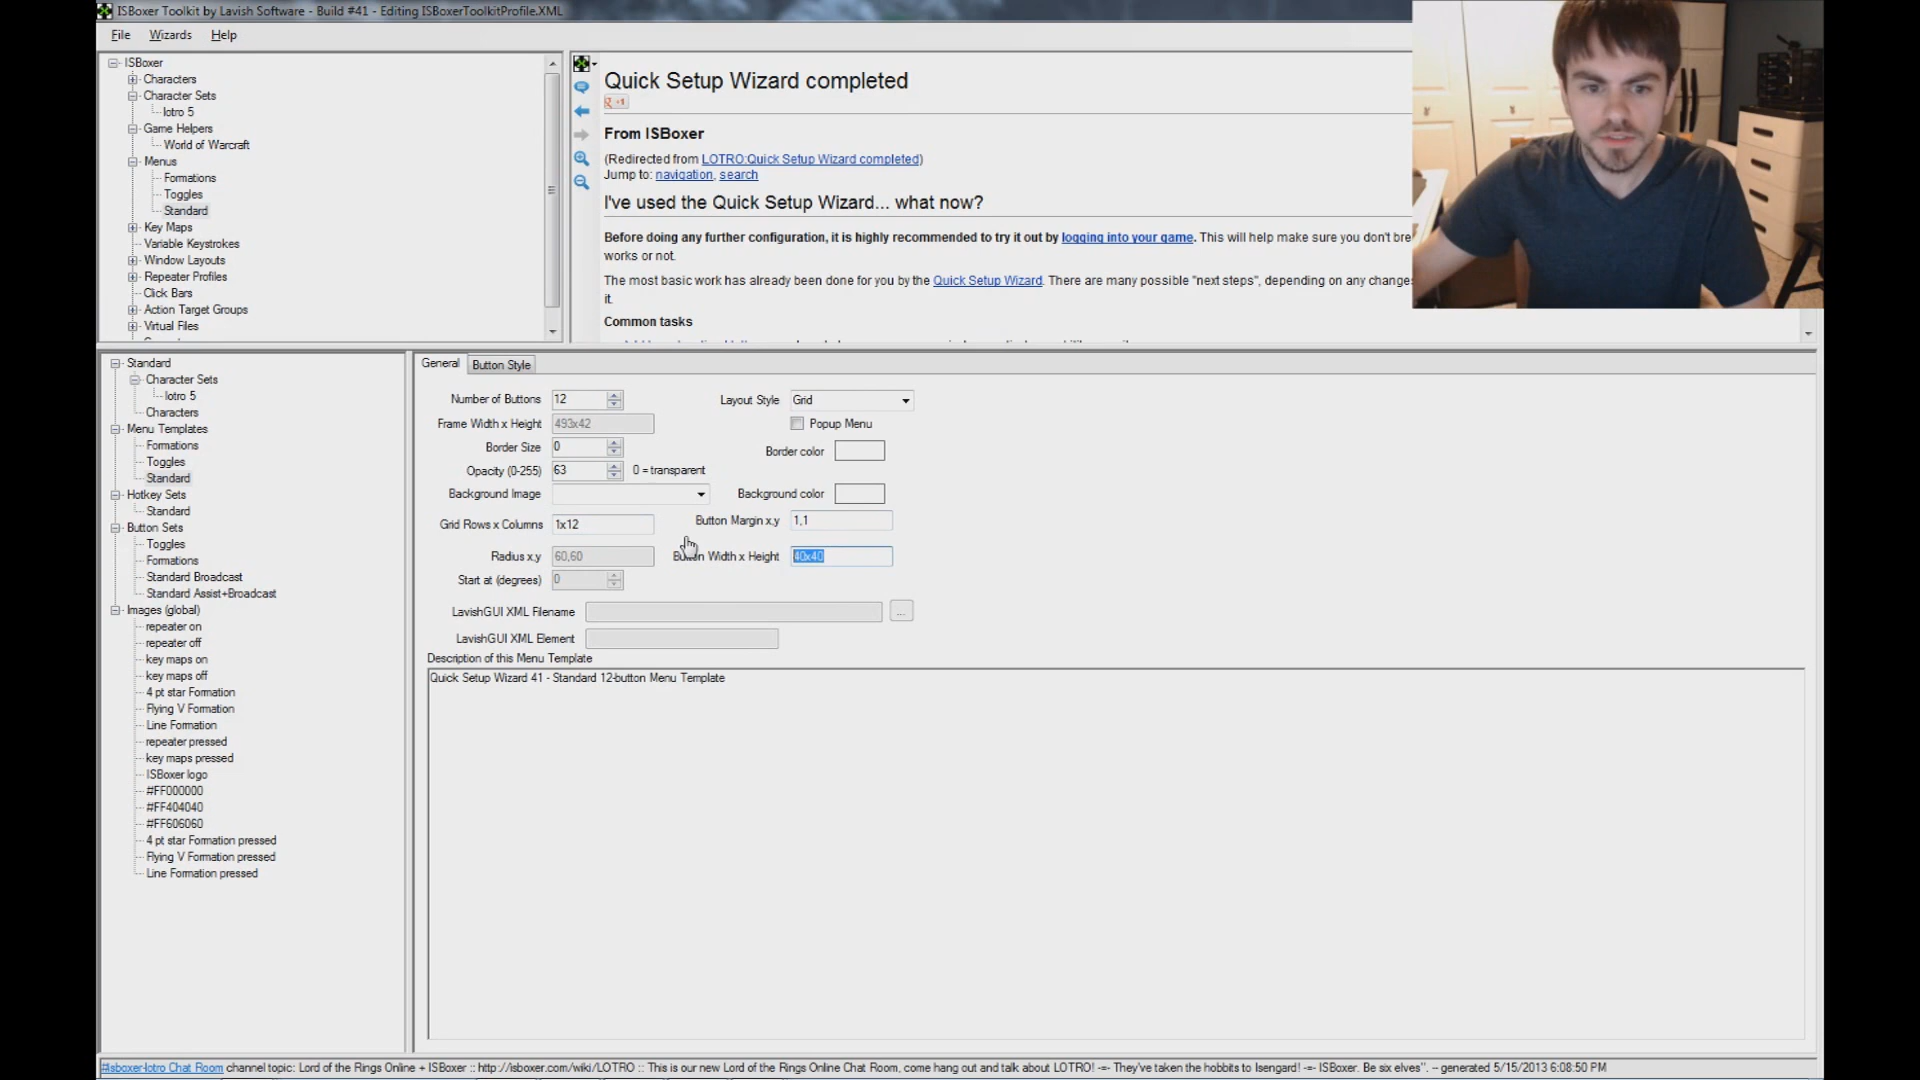 ISBoxer Toolkit by Lavish Software - Build #41 - Editing ISBoxerToolkitProfile.XML
File Wizards Help
ISBoxer
Characters
Character Sets
lotro 5
Game Helpers
World of Warcraft
Menus
Formations
Toggles
Standard
Key Maps
Variable Keystrokes
Window Layouts
Repeater Profiles
Click Bars
Action Target Groups
Virtual Files
Quick Setup Wizard completed
+1
From ISBoxer
(Redirected from LOTRO:Quick Setup Wizard completed)
Jump to: navigation, search
I've used the Quick Setup Wizard... what now?
Before doing any further configuration, it is highly recommended to try it out by logging into your game. This will help make sure you don't bre
works or not.
The most basic work has already been done for you by the Quick Setup Wizard. There are many possible "next steps", depending on any changes
it.
Common tasks
Standard
Character Sets
lotro 5
Characters
Menu Templates
Formations
Toggles
Standard
Hotkey Sets
Standard
Button Sets
Toggles
Formations
Standard Broadcast
Standard Assist+Broadcast
Images (global)
repeater on
repeater off
key maps on
key maps off
4 pt star Formation
Flying V Formation
Line Formation
repeater pressed
key maps pressed
ISBoxer logo
#FF000000
#FF404040
#FF606060
4 pt star Formation pressed
Flying V Formation pressed
Line Formation pressed
General Button Style
Number of Buttons 12 Layout Style Grid
Frame Width x Height 493x42 Popup Menu
Border Size 0 Border color
Opacity (0-255) 63 0 = transparent
Background Image Background color
Grid Rows x Columns 1x12 Button Margin x,y 1,1
Radius x,y 60,60 Button Width x Height 40x40
Start at (degrees) 0
LavishGUI XML Filename ...
LavishGUI XML Element
Description of this Menu Template
Quick Setup Wizard 41 - Standard 12-button Menu Template
#isboxer-lotro Chat Room channel topic: Lord of the Rings Online + ISBoxer :: http://isboxer.com/wiki/LOTRO :: This is our new Lord of the Rings Online Chat Room, come hang out and talk about LOTRO! -=- They've taken the hobbits to Isengard! -=- ISBoxer. Be six elves". -- generated 5/15/2013 6:08:50 PM